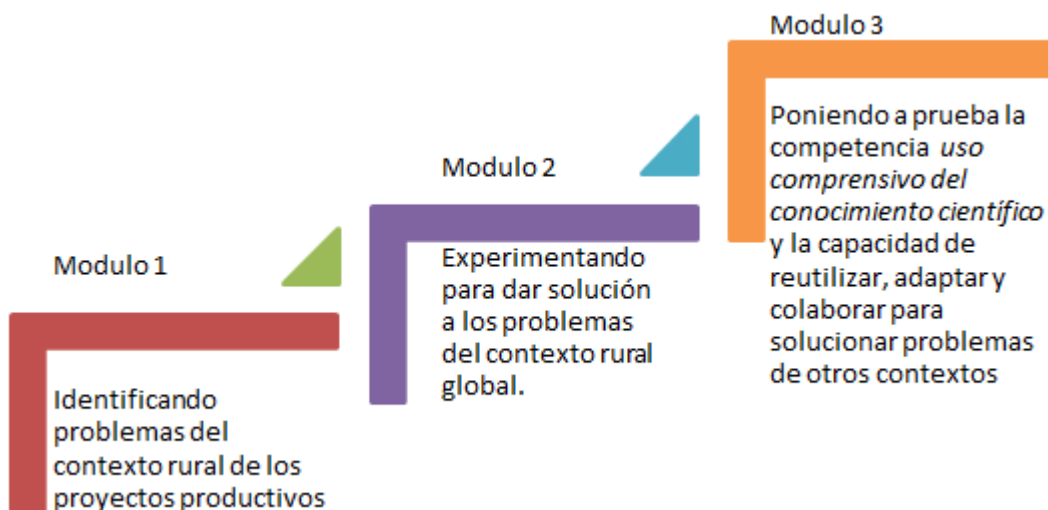 Modulo 1
Identificando
problemas del
contexto rural de los
proyectos productivos
Modulo 2
Experimentando
para dar solución
a los problemas
del contexto rural
global.
Modulo 3
Poniendo a prueba la
competencia uso
comprensivo del
conocimiento científico
y la capacidad de
reutilizar, adaptar y
colaborar para
solucionar problemas
de otros contextos